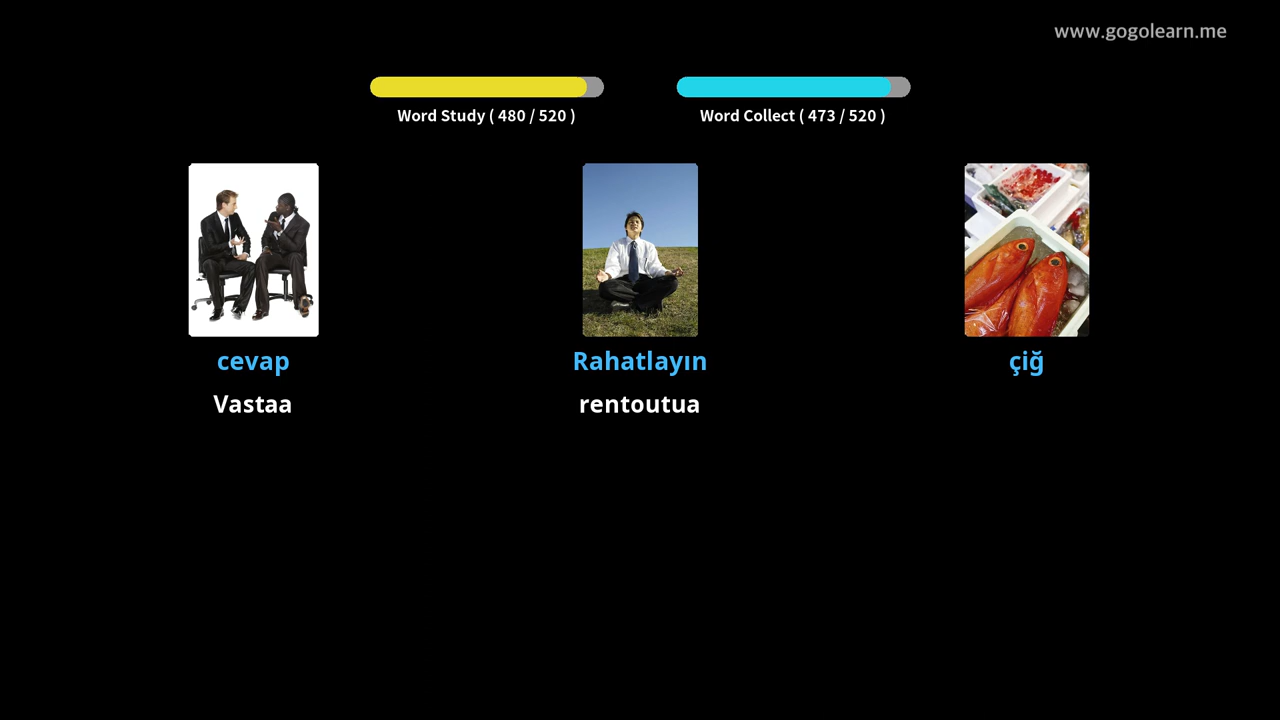 www.gogolearn.me
Word Study ( 480 / 520 )
Word Collect ( 473 / 520 )
cevap
Rahatlayın
çiğ
Vastaa
rentoutua